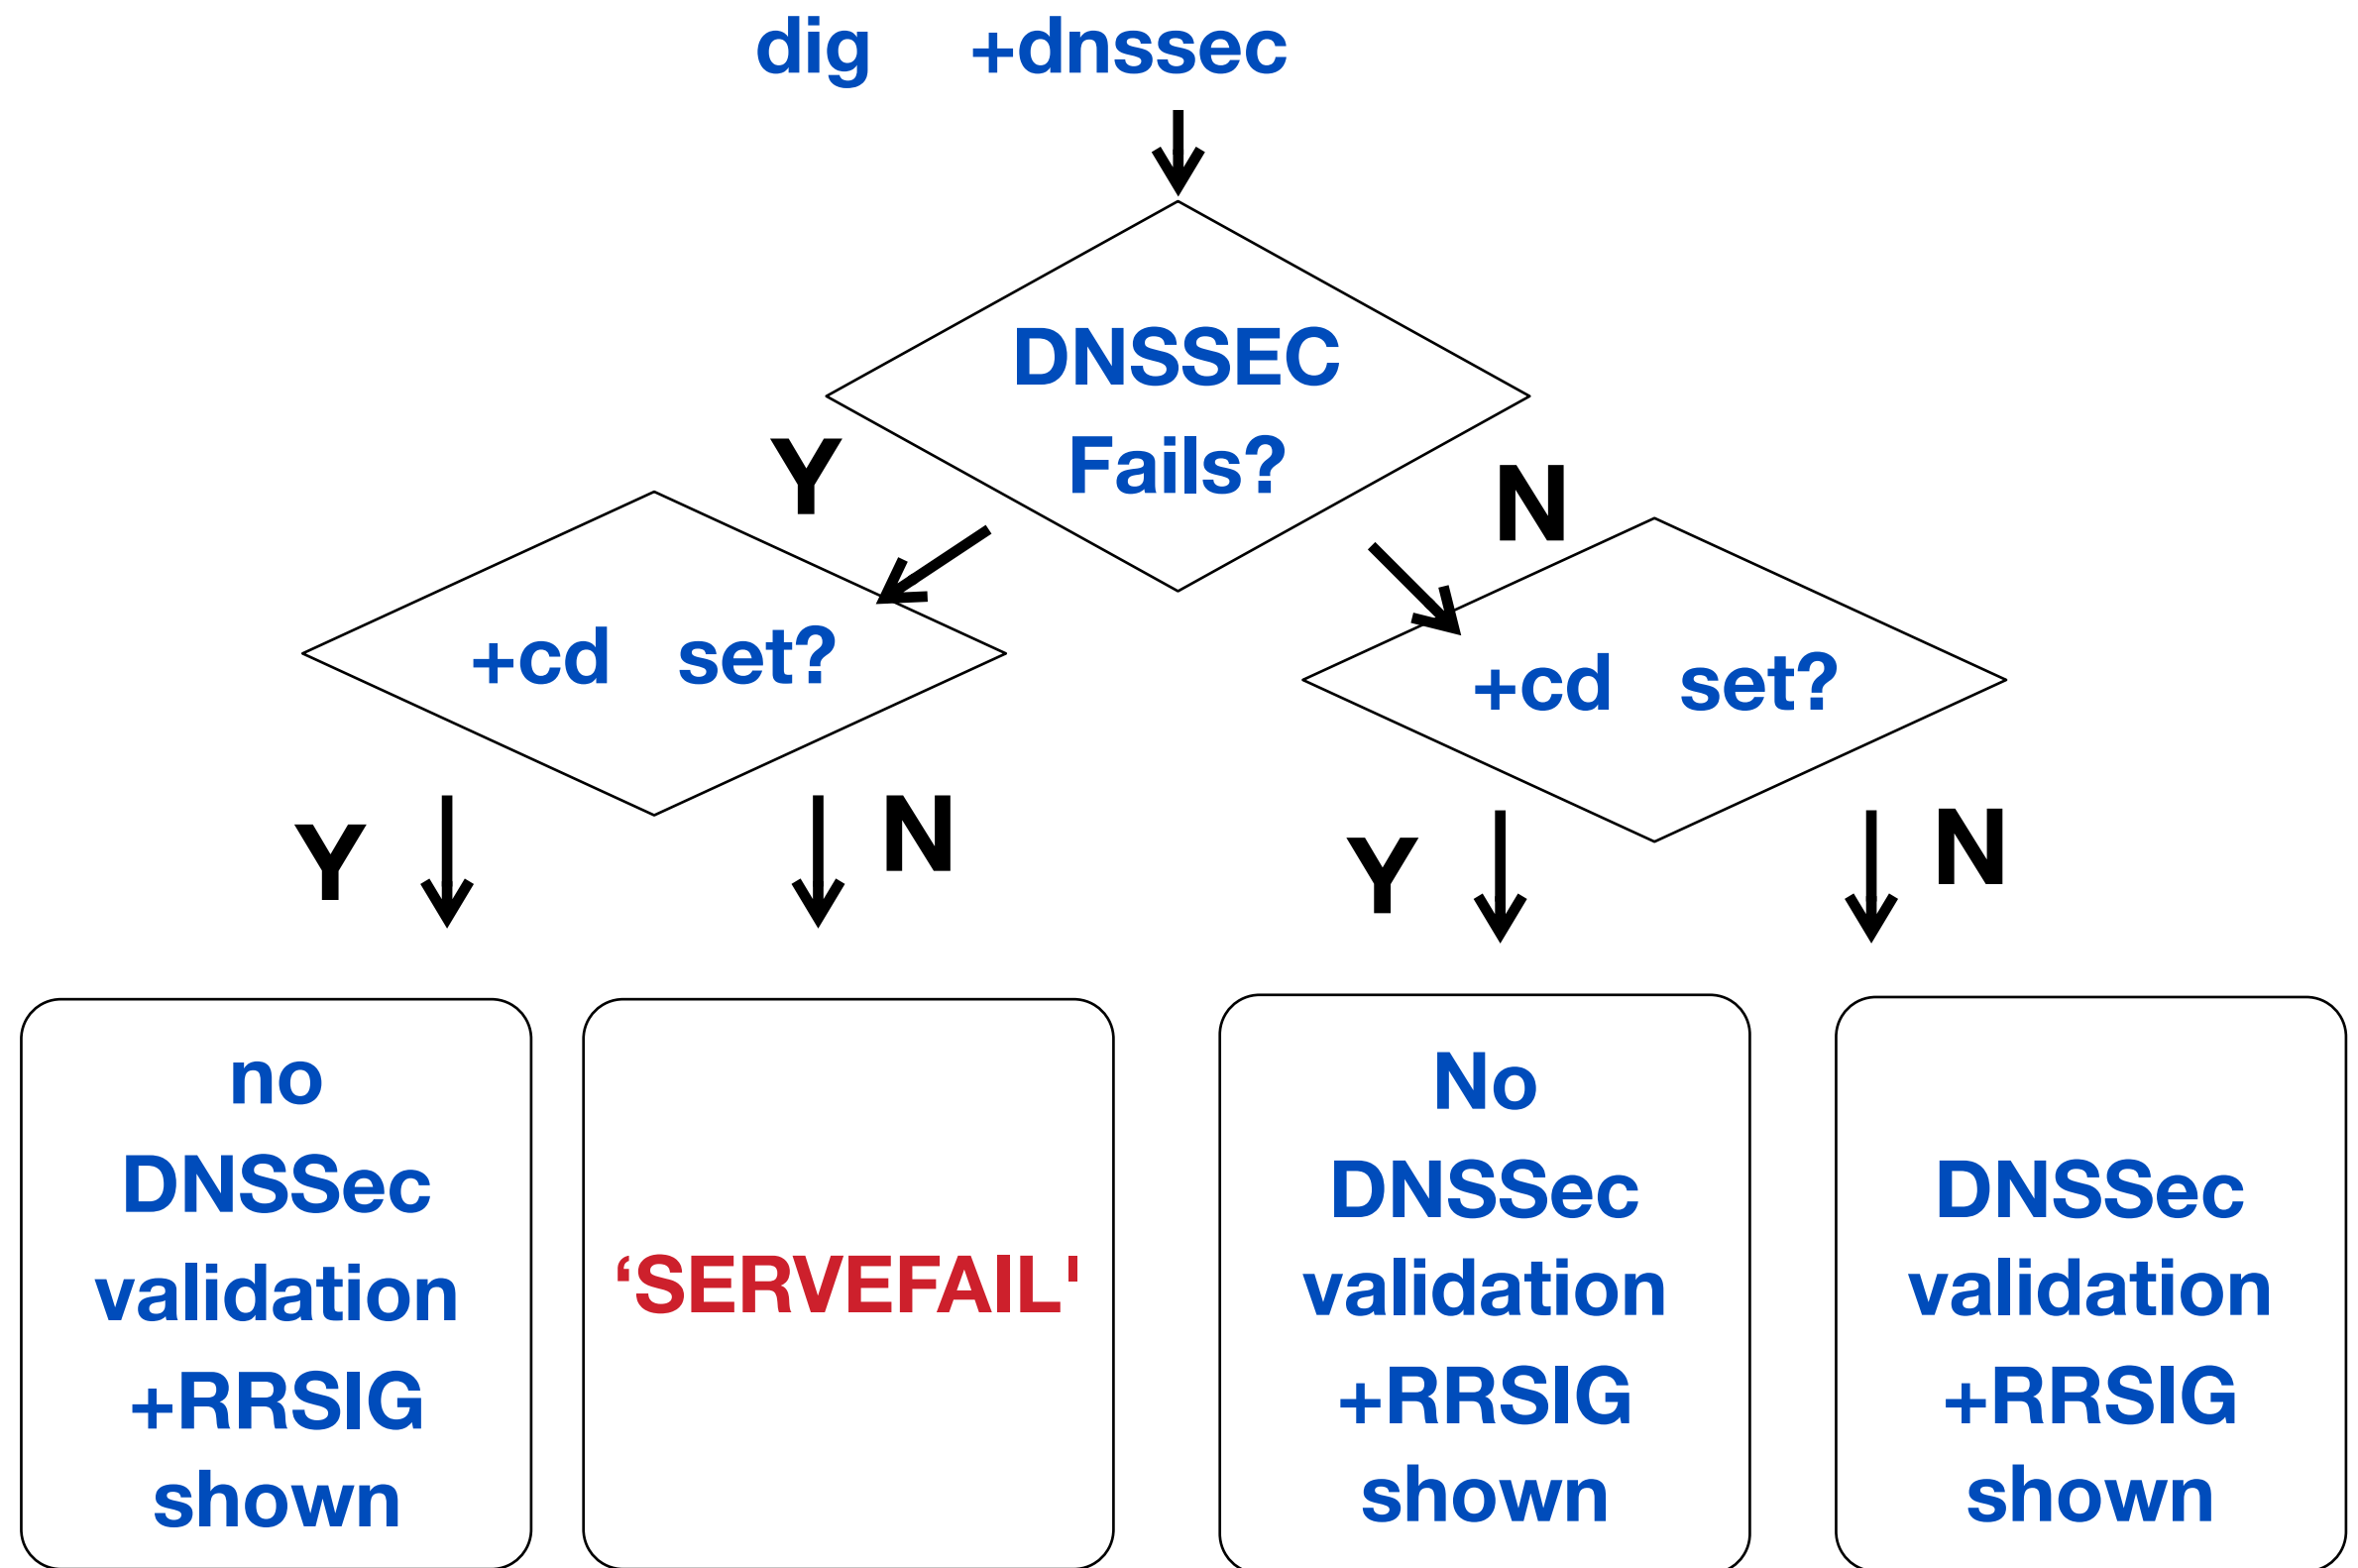 dig +dnssec
DNSSEC
Fails?
Y
N
+cd set?
+cd set?
Y
N
Y
N
no
DNSSec
validation
+RRSIG
shown
‘SERVEFAIL'
No
DNSSec
validation
+RRSIG
shown
DNSSec
validation
+RRSIG
shown